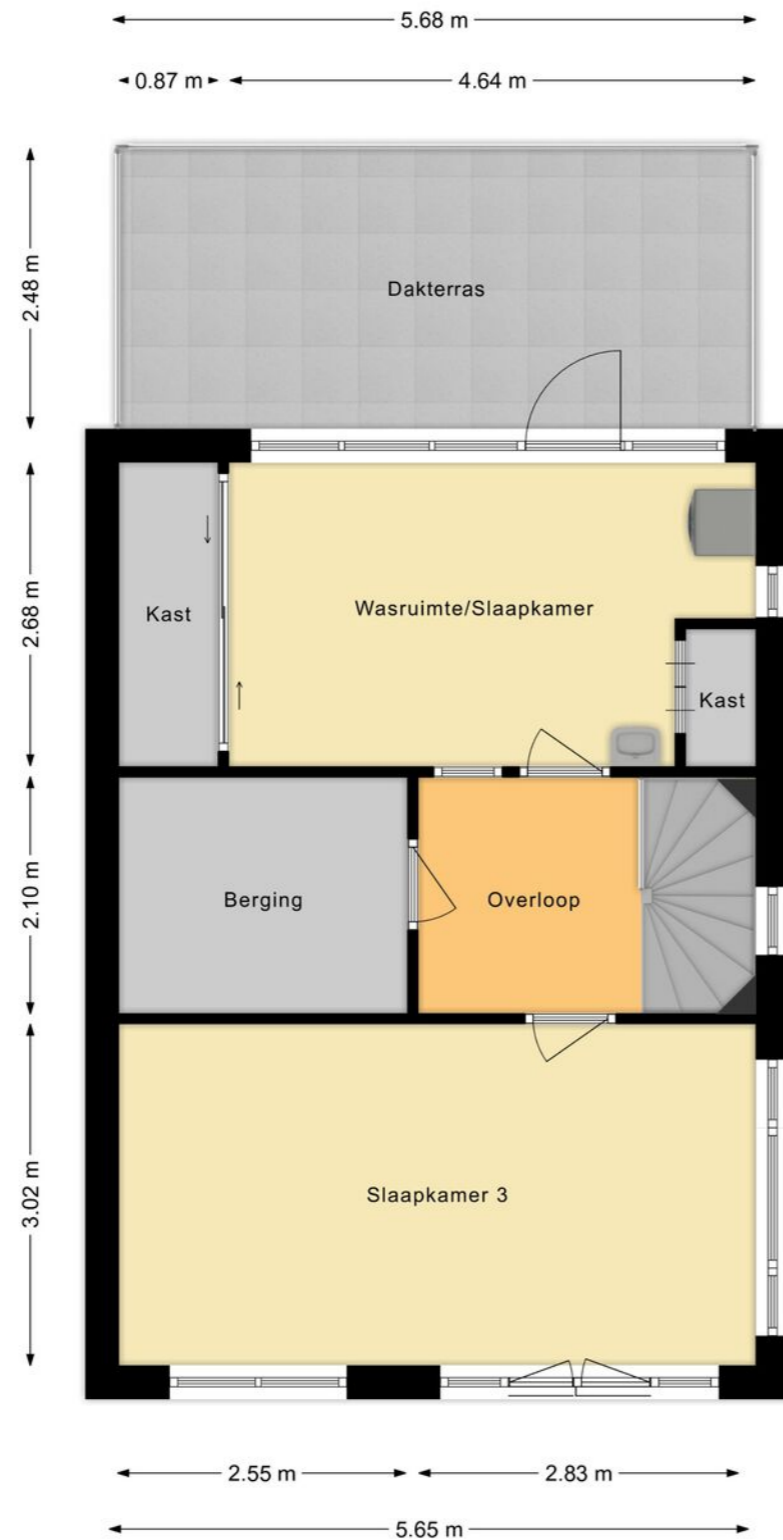 5.68 m
0.87 m
4.64 m
2.48 m
Dakterras
2.68 m
Kast
Wasruimte/Slaapkamer
Kast
2.10 m
Berging
Overloop
3.02 m
Slaapkamer 3
2.55 m
2.83 m
5.65 m